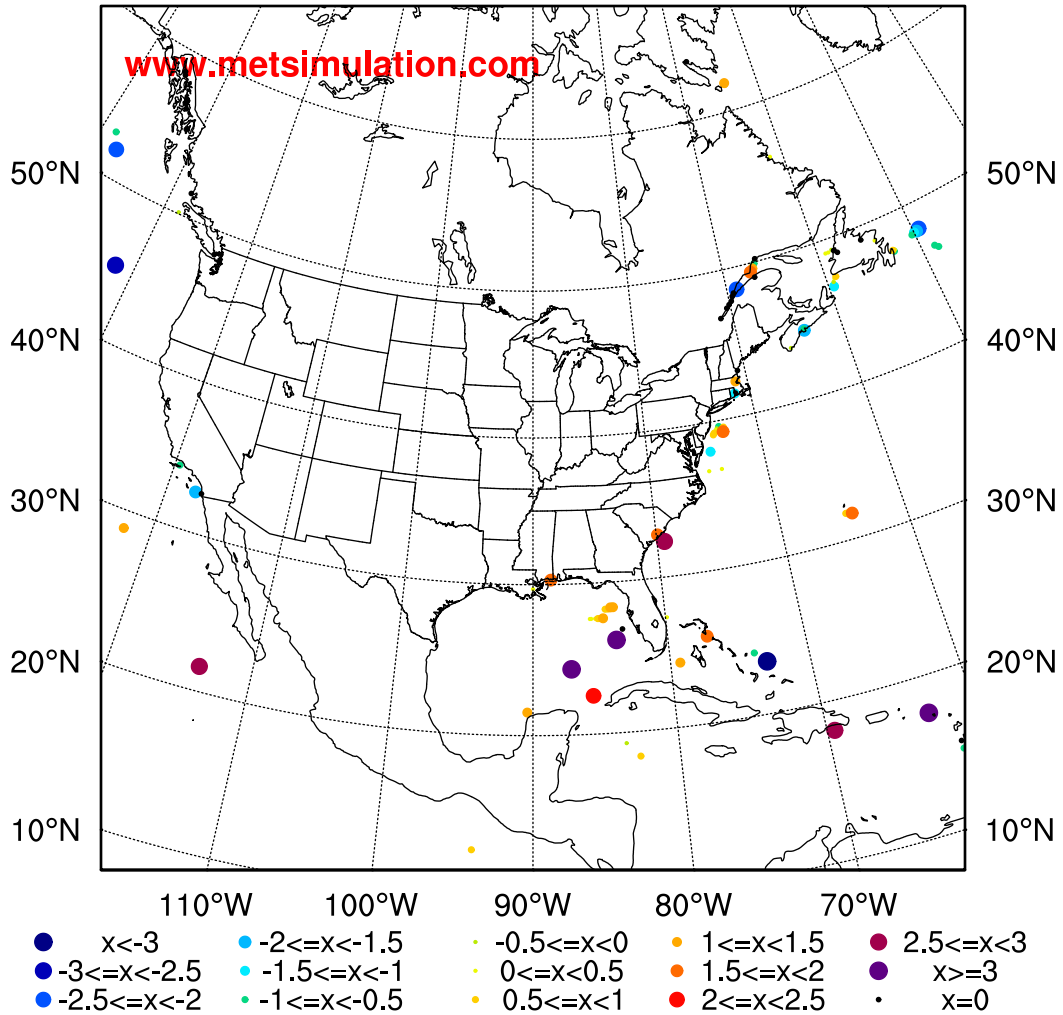 www.metsimulation.com
50°N 50°N
40°N 40°N
30°N 30°N
20°N 20°N
10°N 10°N
110°W 100°W 90°W 80°W 70°W
x<-3 -2<=x<-1.5 -0.5<=x<0 1<=x<1.5 2.5<=x<3
-3<=x<-2.5 -1.5<=x<-1 0<=x<0.5 1.5<=x<2 x>=3
-2.5<=x<-2 -1<=x<-0.5 0.5<=x<1 2<=x<2.5 x=0